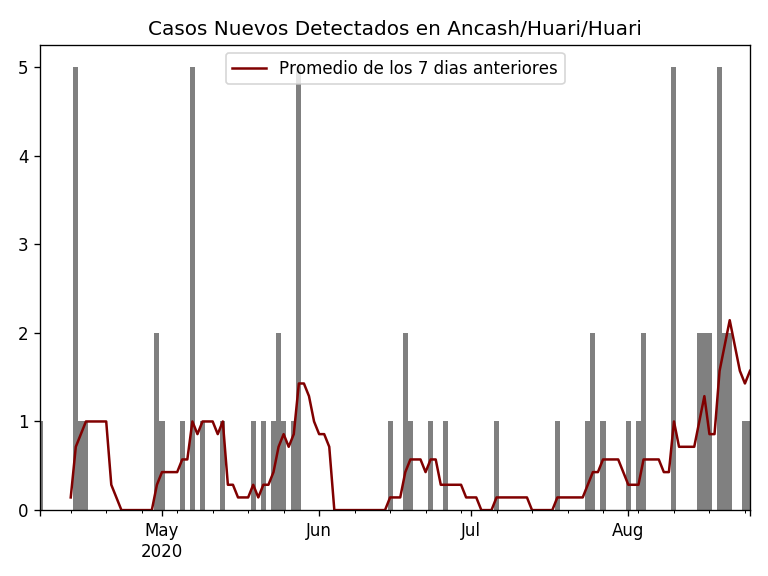 Casos Nuevos Detectados en Ancash/Huari/Huari
Promedio de los 7 dias anteriores
5
4
3
2
1
0
May Jun Jul Aug
2020